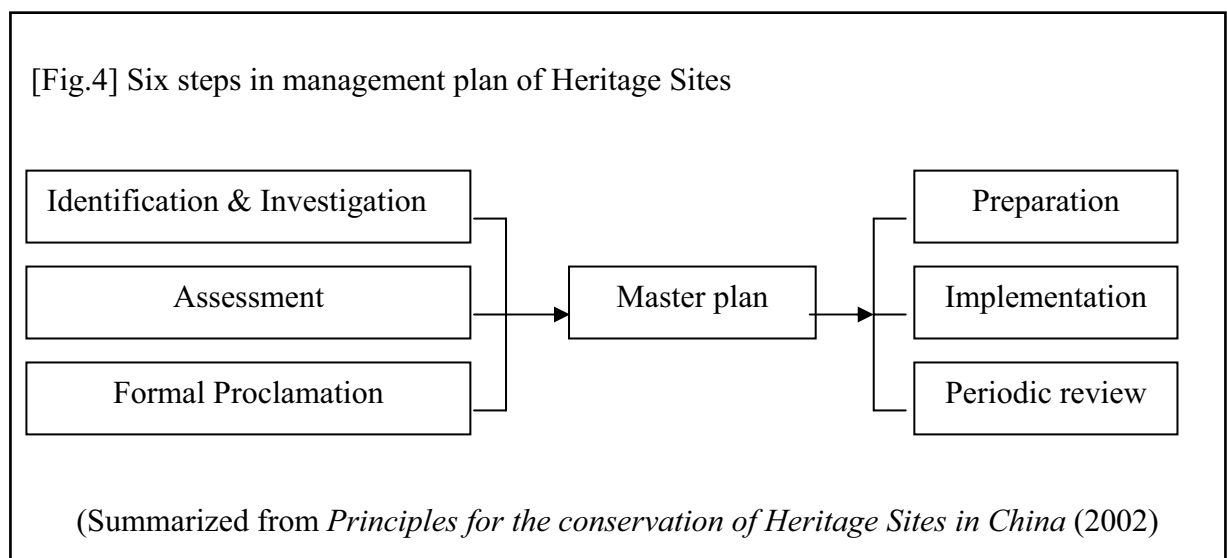 [Fig.4] Six steps in management plan of Heritage Sites
Identification & Investigation
Assessment
Formal Proclamation
Master plan
Preparation
Implementation
Periodic review
(Summarized from Principles for the conservation of Heritage Sites in China (2002)